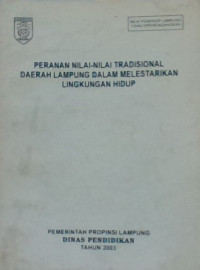 PERANAN NILAI-NILAI TRADISIONAL
DAERAH LAMPUNG DALAM MELESTARIKAN
LINGKUNGAN HIDUP
PEMERINTAH PROPINSI LAMPUNG
DINAS PENDIDIKAN
TAHUN 2003